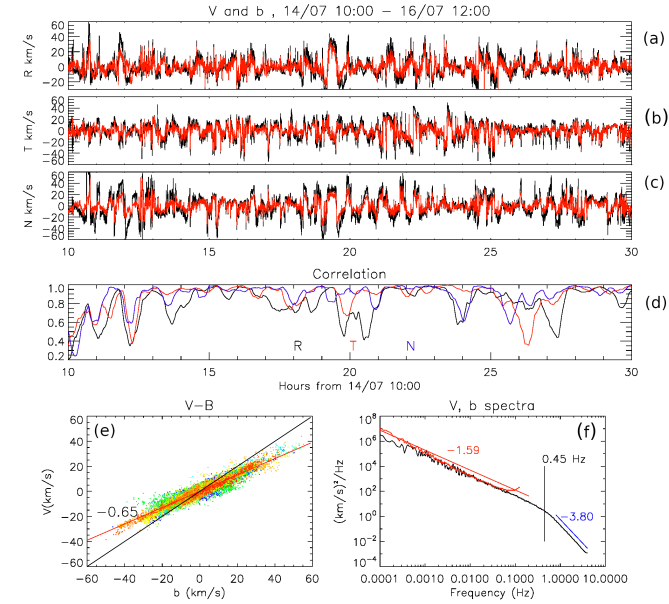 V and b , 14/07 10:00 − 16/07 12:00
R km/s
60
40
20
0
−20
(a)
T km/s
60
40
20
0
−20
−40
−60
(b)
N km/s
60
40
20
0
−20
−40
−60
(c)
10 15 20 25 30
Correlation
1.0
0.8
0.6
0.4
0.2
(d)
R T N
10 15 20 25 30
Hours from 14/07 10:00
V−B
V(km/s)
60
40
20
0
−20
−40
−60
(e)
−0.65
−60 −40 −20 0 20 40 60
b (km/s)
V, b spectra
(km/s)²/Hz
10⁸
10⁶
10⁴
10²
10⁰
10⁻²
10⁻⁴
(f)
−1.59
0.45 Hz
−3.80
0.0001 0.0010 0.0100 0.1000 1.0000 10.0000
Frequency (Hz)